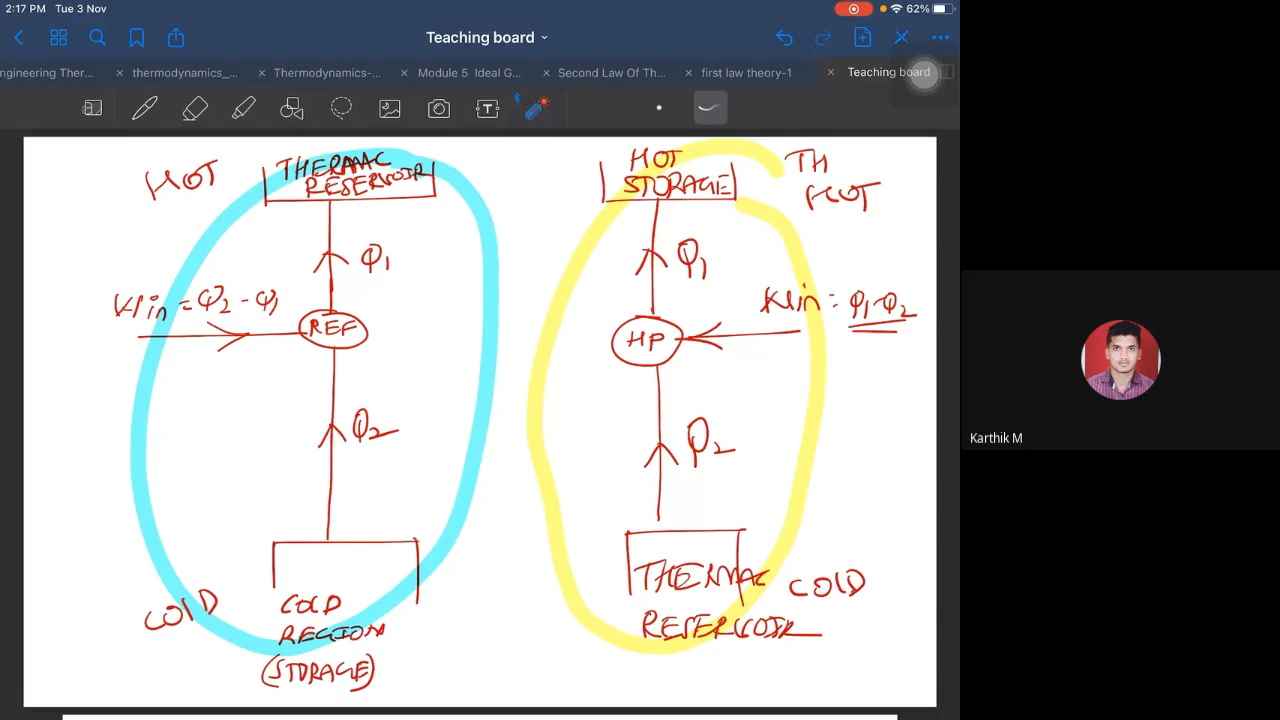 2:17 PM Tue 3 Nov
62%
Teaching board
ngineering Ther...
thermodynamics_...
Thermodynamics-...
Module 5 Ideal G...
Second Law Of Th...
first law theory-1
Teaching board
HOT
THERMAL
RESERVOIR
HOT
STORAGE
TH
HOT
Q1
Q1
Win = Q2 - Q1
REF
HP
Win = Q1-Q2
Q2
Q2
COLD
COLD
REGION
(STORAGE)
THERMAL
RESERVOIR
COLD
Karthik M